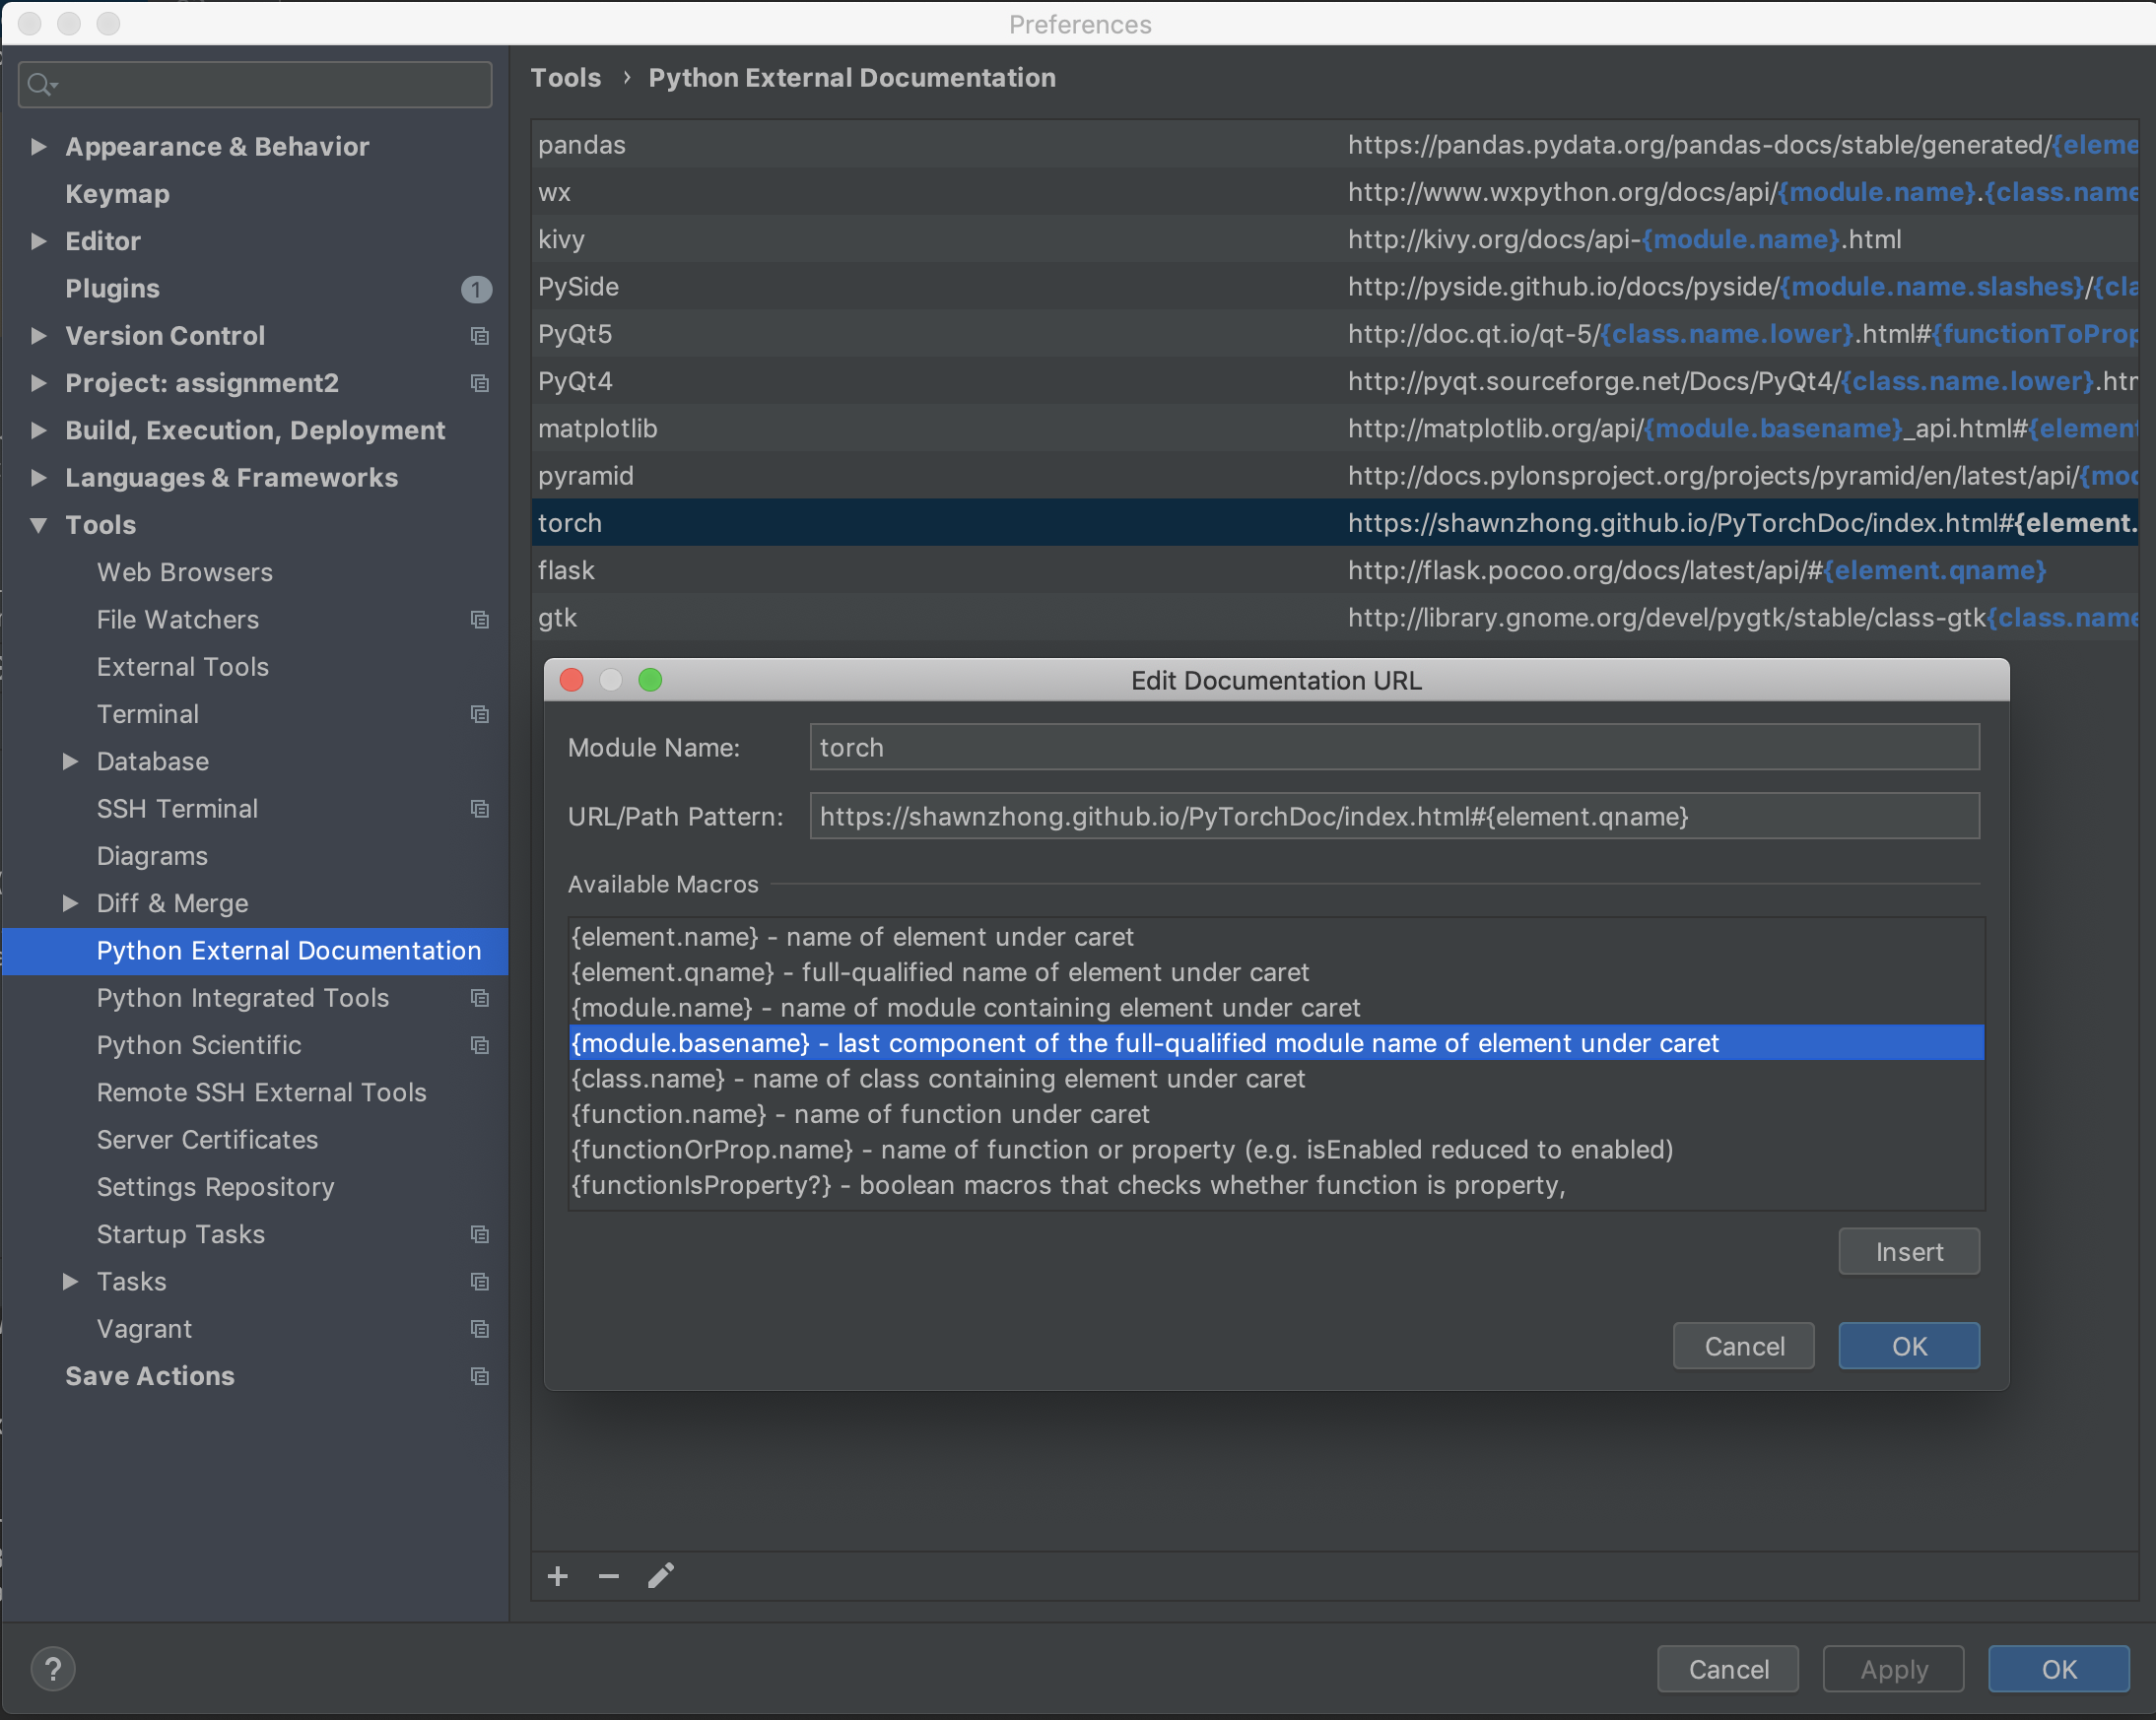 Preferences
Tools › Python External Documentation
Appearance & Behavior
Keymap
Editor
Plugins 1
Version Control
Project: assignment2
Build, Execution, Deployment
Languages & Frameworks
Tools
Web Browsers
File Watchers
External Tools
Terminal
Database
SSH Terminal
Diagrams
Diff & Merge
Python External Documentation
Python Integrated Tools
Python Scientific
Remote SSH External Tools
Server Certificates
Settings Repository
Startup Tasks
Tasks
Vagrant
Save Actions
pandas https://pandas.pydata.org/pandas-docs/stable/generated/{eleme
wx http://www.wxpython.org/docs/api/{module.name}.{class.name
kivy http://kivy.org/docs/api-{module.name}.html
PySide http://pyside.github.io/docs/pyside/{module.name.slashes}/{cla
PyQt5 http://doc.qt.io/qt-5/{class.name.lower}.html#{functionToProp
PyQt4 http://pyqt.sourceforge.net/Docs/PyQt4/{class.name.lower}.htm
matplotlib http://matplotlib.org/api/{module.basename}_api.html#{element
pyramid http://docs.pylonsproject.org/projects/pyramid/en/latest/api/{mod
torch https://shawnzhong.github.io/PyTorchDoc/index.html#{element.
flask http://flask.pocoo.org/docs/latest/api/#{element.qname}
gtk http://library.gnome.org/devel/pygtk/stable/class-gtk{class.name
Edit Documentation URL
Module Name: torch
URL/Path Pattern: https://shawnzhong.github.io/PyTorchDoc/index.html#{element.qname}
Available Macros
{element.name} - name of element under caret
{element.qname} - full-qualified name of element under caret
{module.name} - name of module containing element under caret
{module.basename} - last component of the full-qualified module name of element under caret
{class.name} - name of class containing element under caret
{function.name} - name of function under caret
{functionOrProp.name} - name of function or property (e.g. isEnabled reduced to enabled)
{functionIsProperty?} - boolean macros that checks whether function is property,
Insert
Cancel OK
? Cancel Apply OK